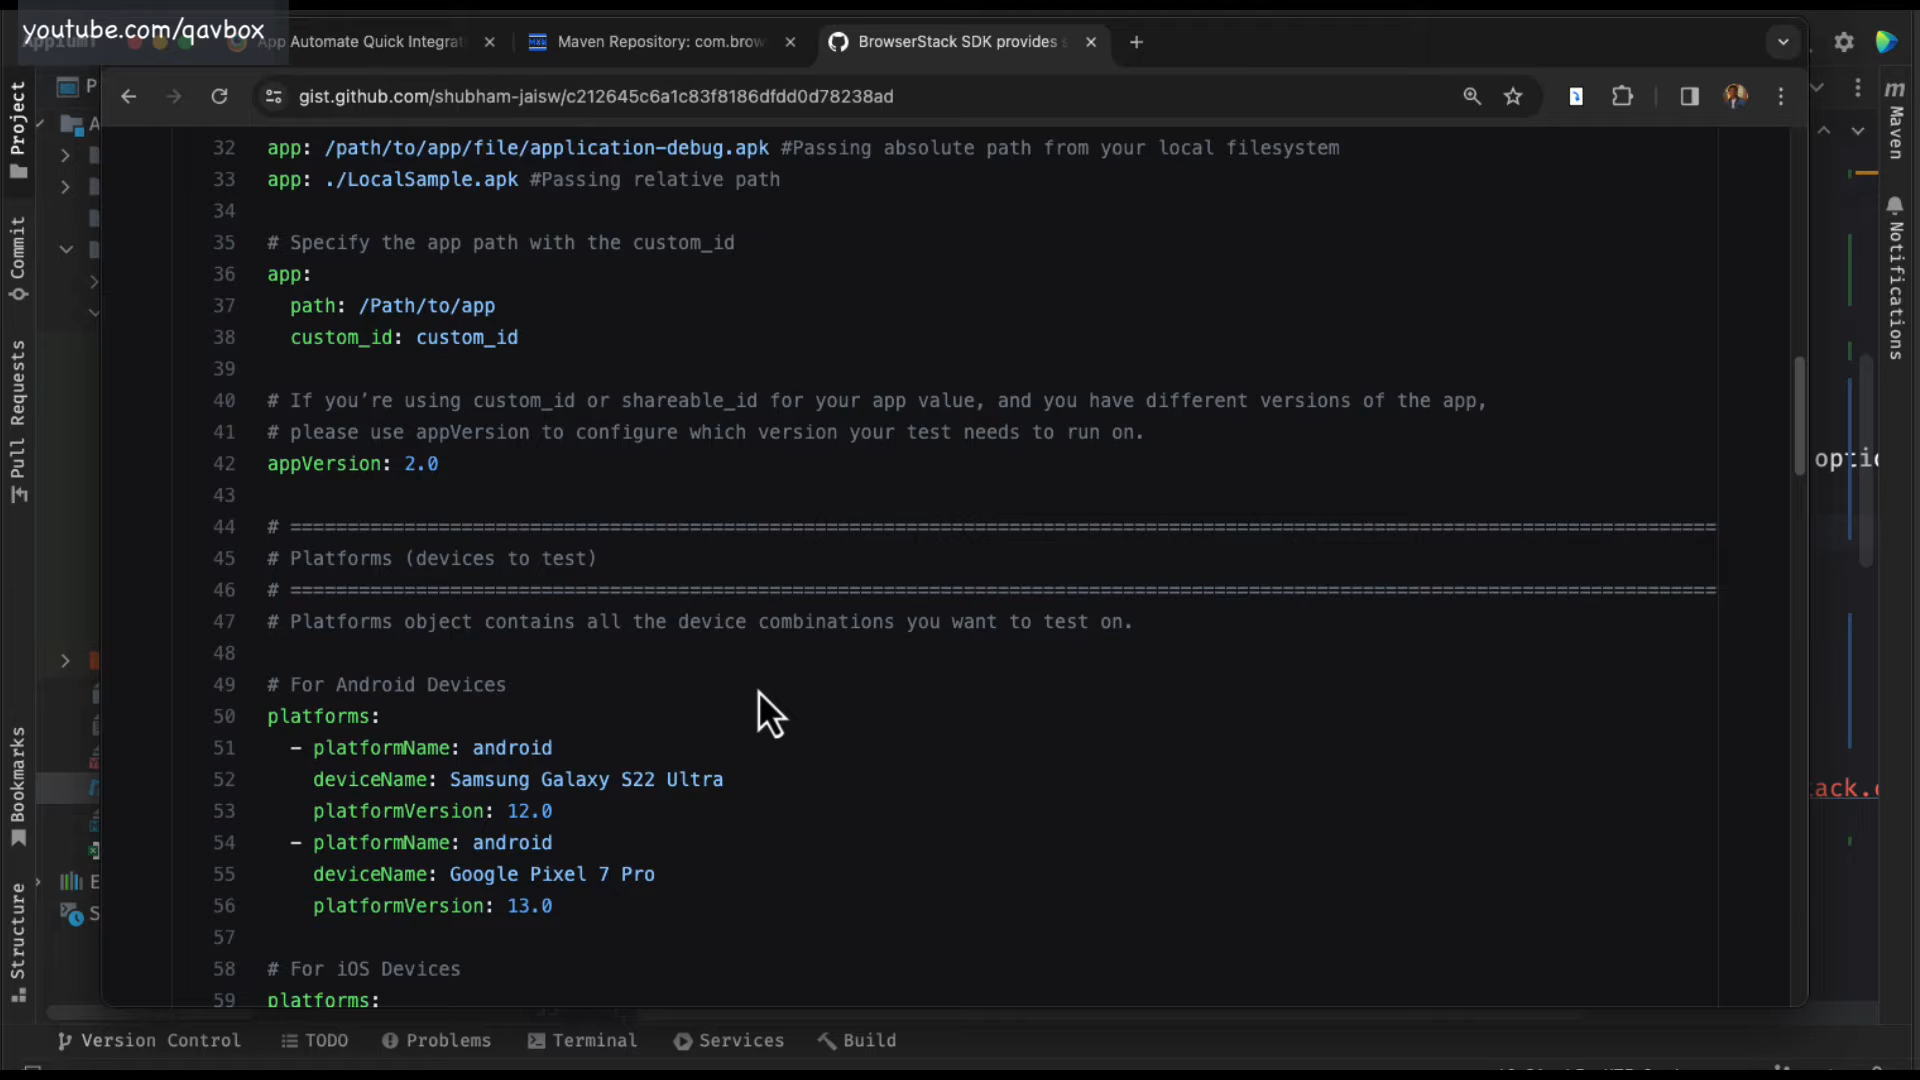 youtube.com/qavbox
App Automate Quick Integrat
Maven Repository: com.brow
BrowserStack SDK provides s
gist.github.com/shubham-jaisw/c212645c6a1c83f8186dfdd0d78238ad
Project
Commit
Pull Requests
Bookmarks
Structure
32 app: /path/to/app/file/application-debug.apk #Passing absolute path from your local filesystem
33 app: ./LocalSample.apk #Passing relative path
34
35 # Specify the app path with the custom_id
36 app:
37 path: /Path/to/app
38 custom_id: custom_id
39
40 # If you’re using custom_id or shareable_id for your app value, and you have different versions of the app,
41 # please use appVersion to configure which version your test needs to run on.
42 appVersion: 2.0
43
44 # =============================================================================================================================
45 # Platforms (devices to test)
46 # =============================================================================================================================
47 # Platforms object contains all the device combinations you want to test on.
48
49 # For Android Devices
50 platforms:
51 - platformName: android
52 deviceName: Samsung Galaxy S22 Ultra
53 platformVersion: 12.0
54 - platformName: android
55 deviceName: Google Pixel 7 Pro
56 platformVersion: 13.0
57
58 # For iOS Devices
59 platforms:
m
Maven
Notifications
optio
ack.c
Version Control
TODO
Problems
Terminal
Services
Build